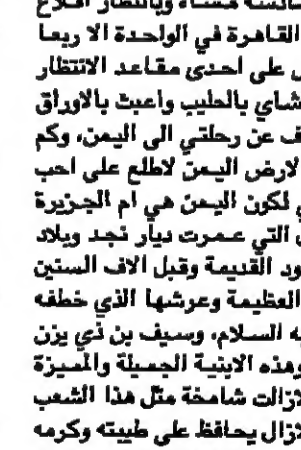 مساء وبانتظار اقلاع
القاهرة في الواحدة الا ربعا
على احدى مقاعد الانتظار
شاي بالحليب واعبث بالاوراق
ف عن رحلتي الى اليمن، وكم
لارض اليمن لاطلع على احب
ي لكون اليمن هي ام الجزيرة
التي عمرت ديار نجد وبلاد
ود القديمة وقبل الاف السنين
العظيمة وعرشها الذي خطفه
يه السلام، وسيف بن ذي يزن
وهذه الابنية الجميلة والمميزة
لازالت شامخة مثل هذا الشعب
لازال يحافظ على طيبته وكرمه